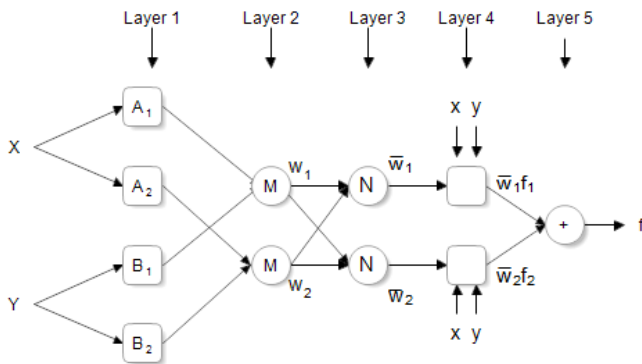 Layer 1 Layer 2 Layer 3 Layer 4 Layer 5
x y
A₁
X
w₁ w̅₁
M N w̅₁f₁
A₂
+ f
B₁
M N w̅₂f₂
w₂ w̅₂
Y
x y
B₂